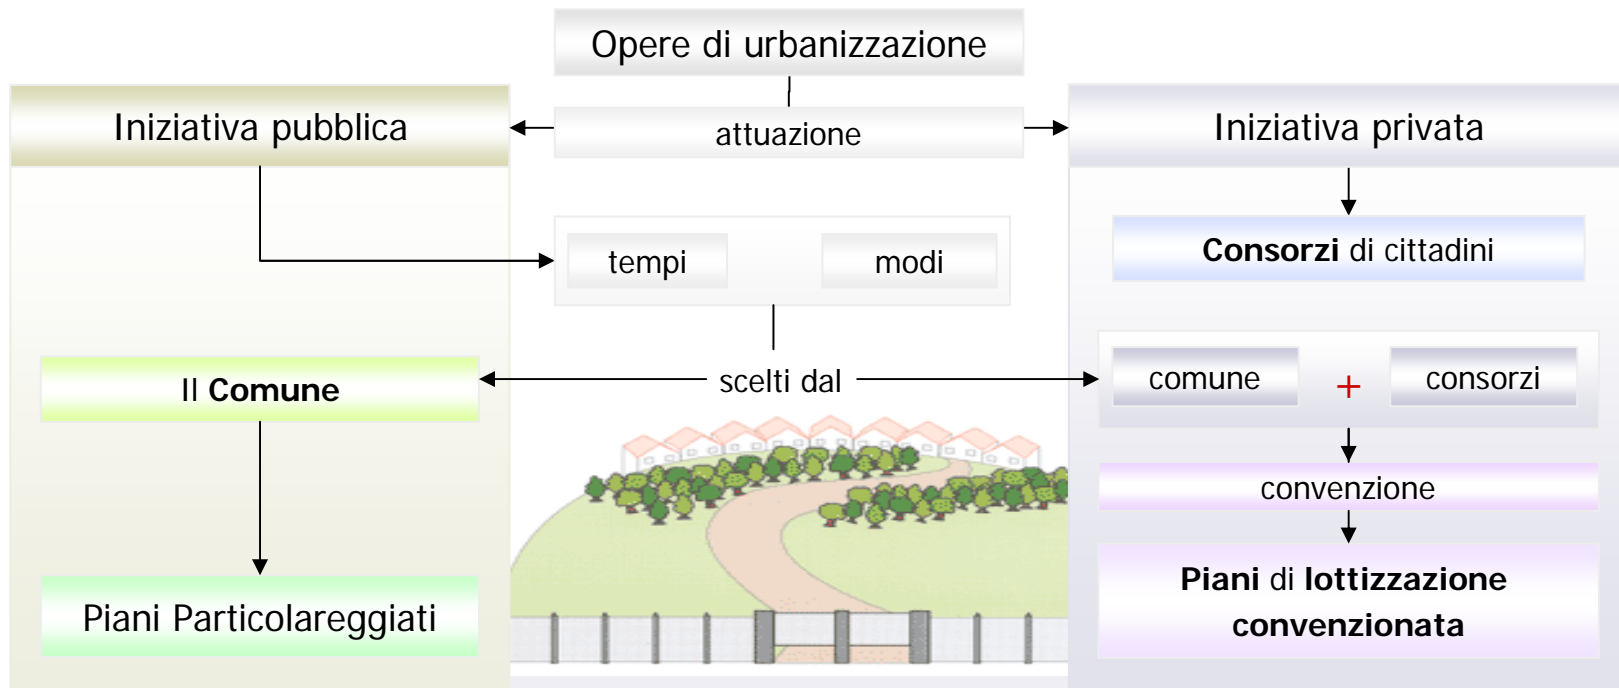 Opere di urbanizzazione
Iniziativa pubblica
attuazione
Iniziativa privata
Consorzi di cittadini
tempi
modi
Il Comune
scelti dal
comune
+
consorzi
convenzione
Piani Particolareggiati
Piani di lottizzazione
convenzionata